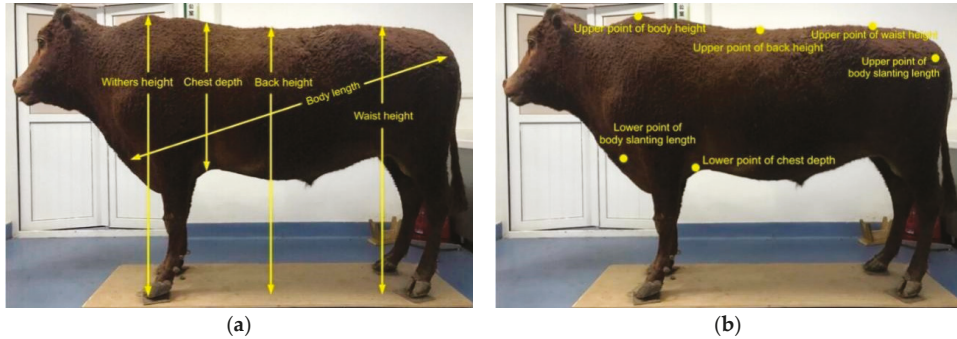 Withers height
Chest depth
Back height
Body length
Waist height
(a)
Upper point of body height
Upper point of waist height
Upper point of back height
Upper point of
body slanting length
Lower point of
body slanting length
Lower point of chest depth
(b)